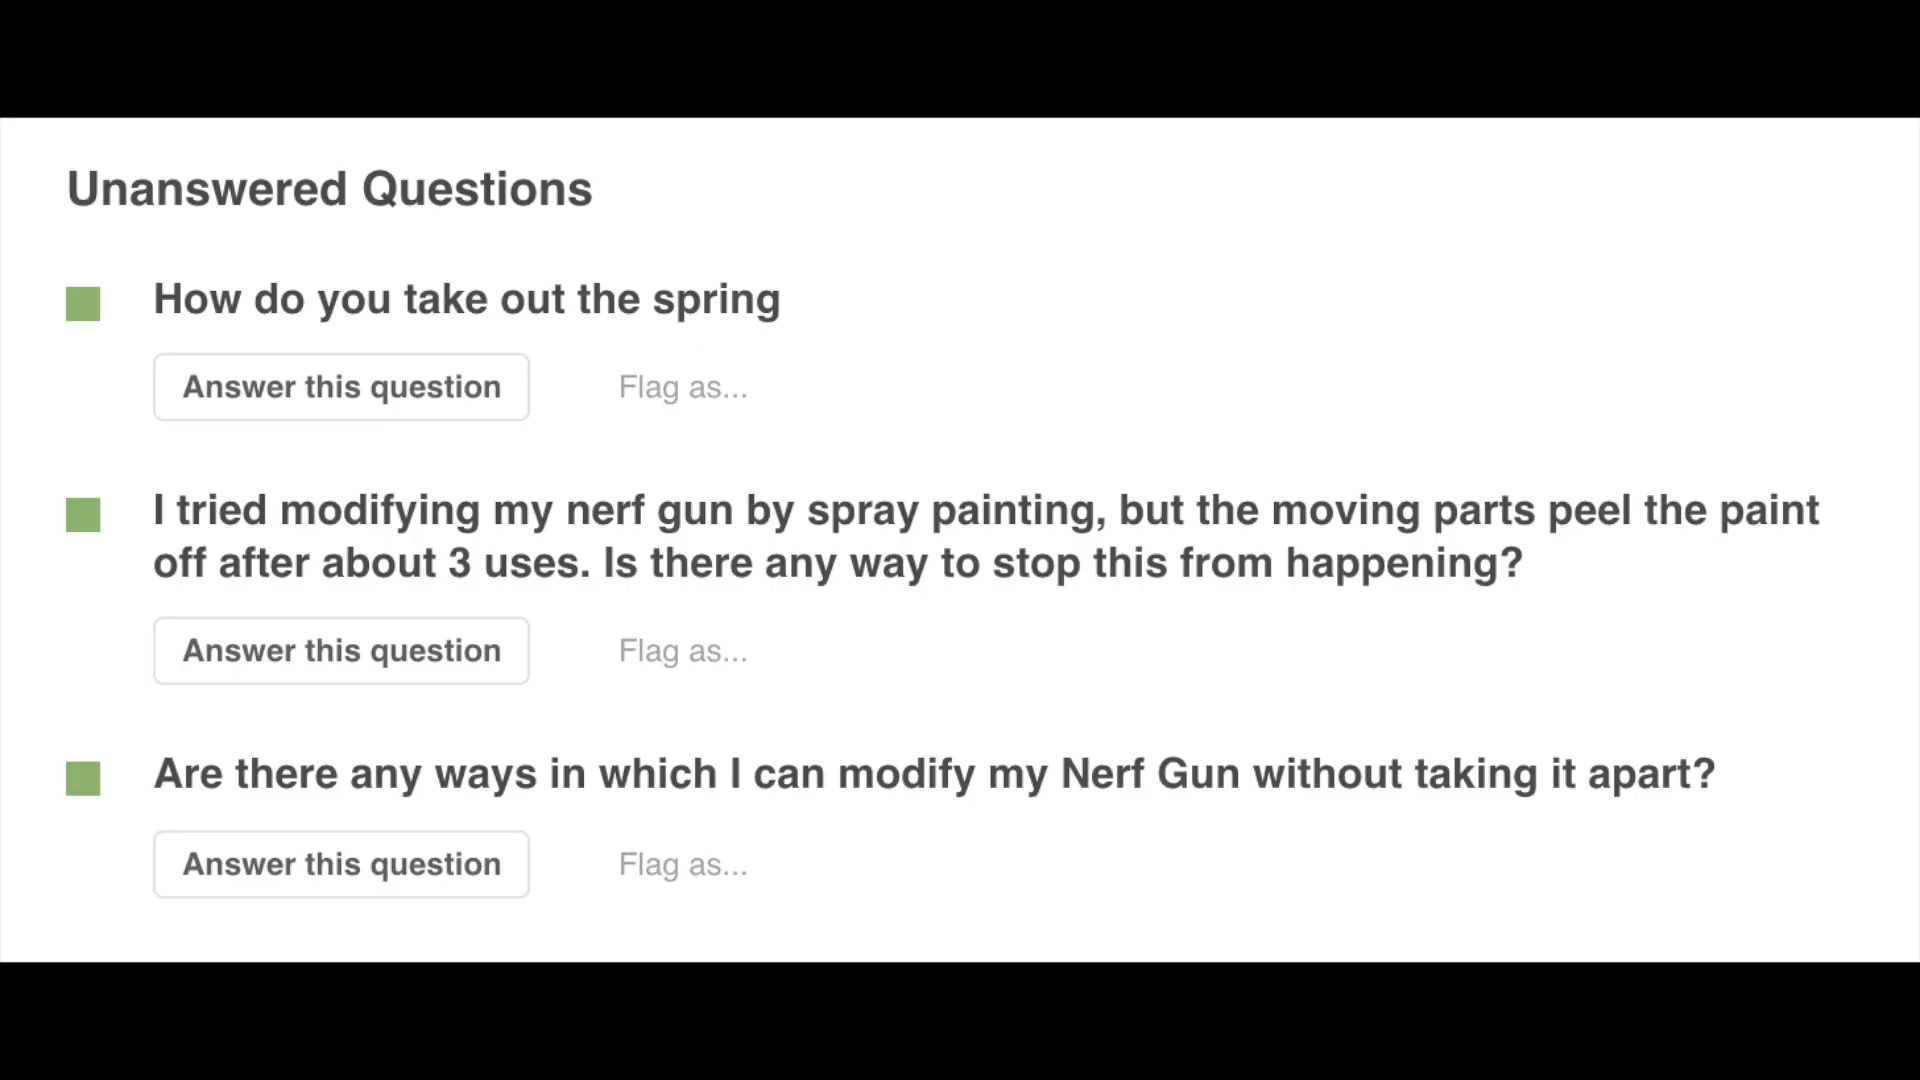 Unanswered Questions
How do you take out the spring
Answer this question Flag as...
I tried modifying my nerf gun by spray painting, but the moving parts peel the paint
off after about 3 uses. Is there any way to stop this from happening?
Answer this question Flag as...
Are there any ways in which I can modify my Nerf Gun without taking it apart?
Answer this question Flag as...